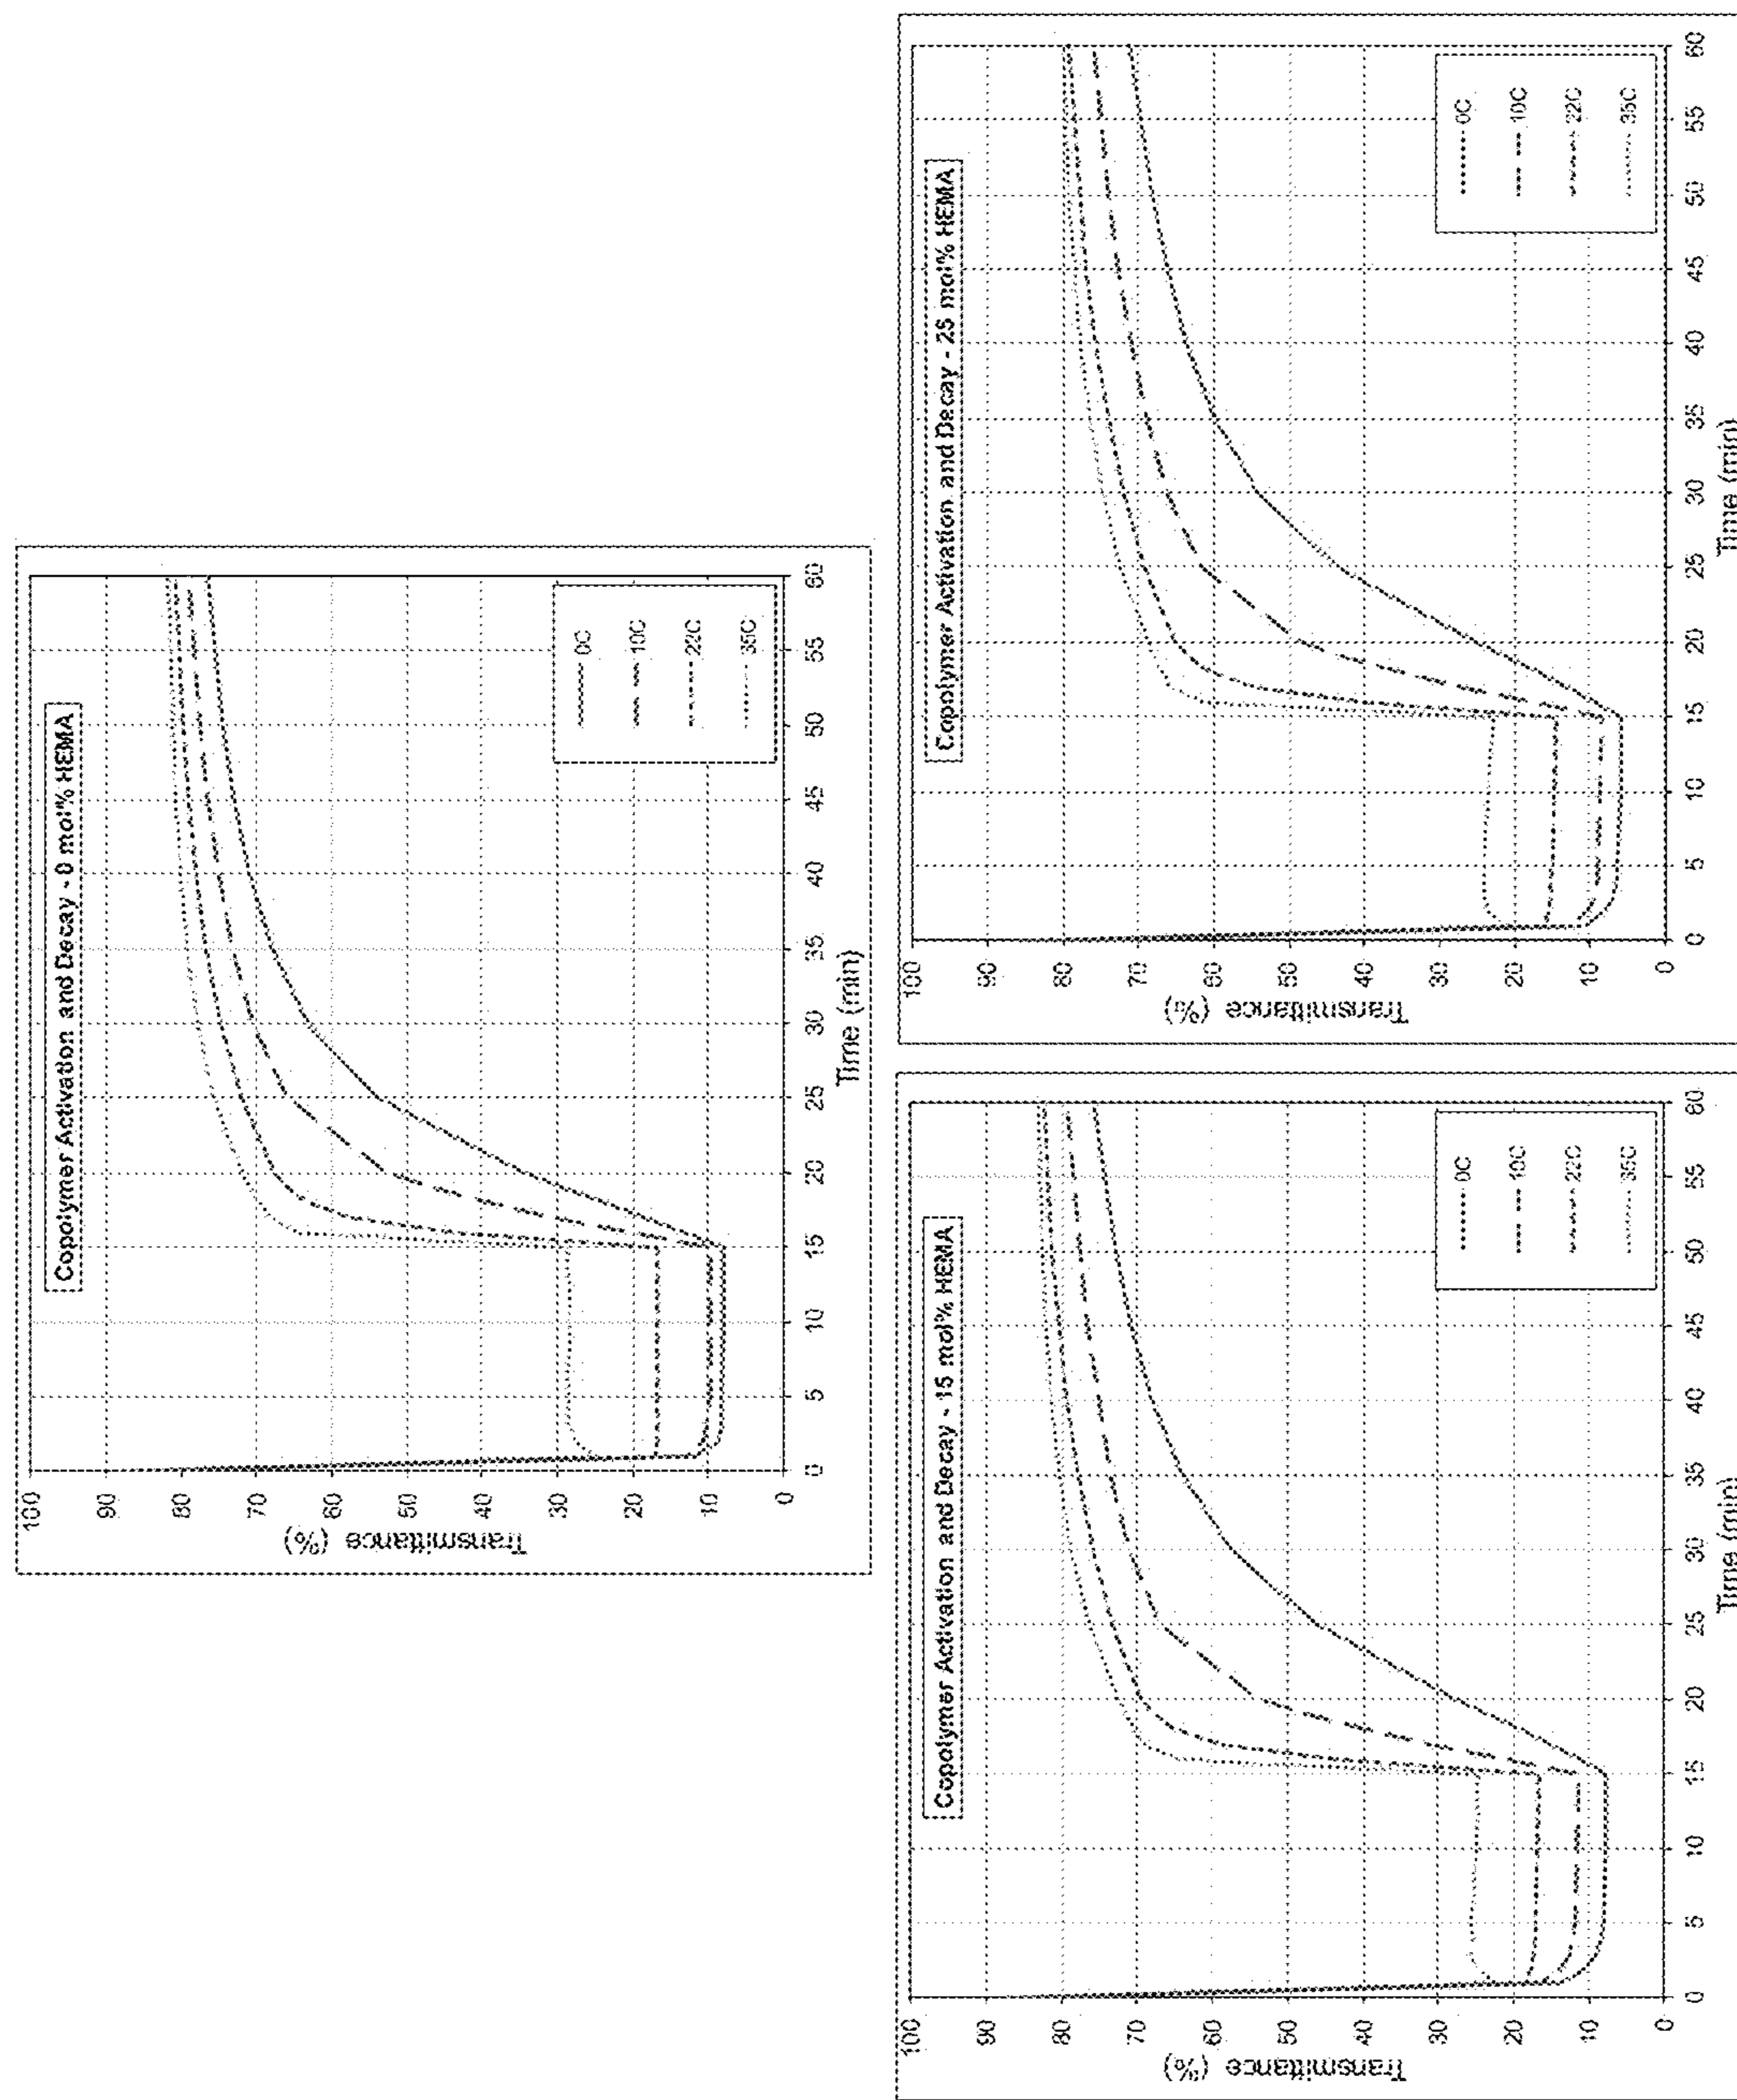 Copolymer Activation and Decay - 0 mol% HEMA
100
90
80
70
60
50
40
30
20
10
0
Transmittance (%)
0 5 10 15 20 25 30 35 40 45 50 55 60
Time (min)
0C
10C
22C
35C
Copolymer Activation and Decay - 15 mol% HEMA
100
90
80
70
60
50
40
30
20
10
0
Transmittance (%)
0 5 10 15 20 25 30 35 40 45 50 55 60
Time (min)
0C
10C
22C
35C
Copolymer Activation and Decay - 25 mol% HEMA
100
90
80
70
60
50
40
30
20
10
0
Transmittance (%)
0 5 10 15 20 25 30 35 40 45 50 55 60
Time (min)
0C
10C
22C
35C